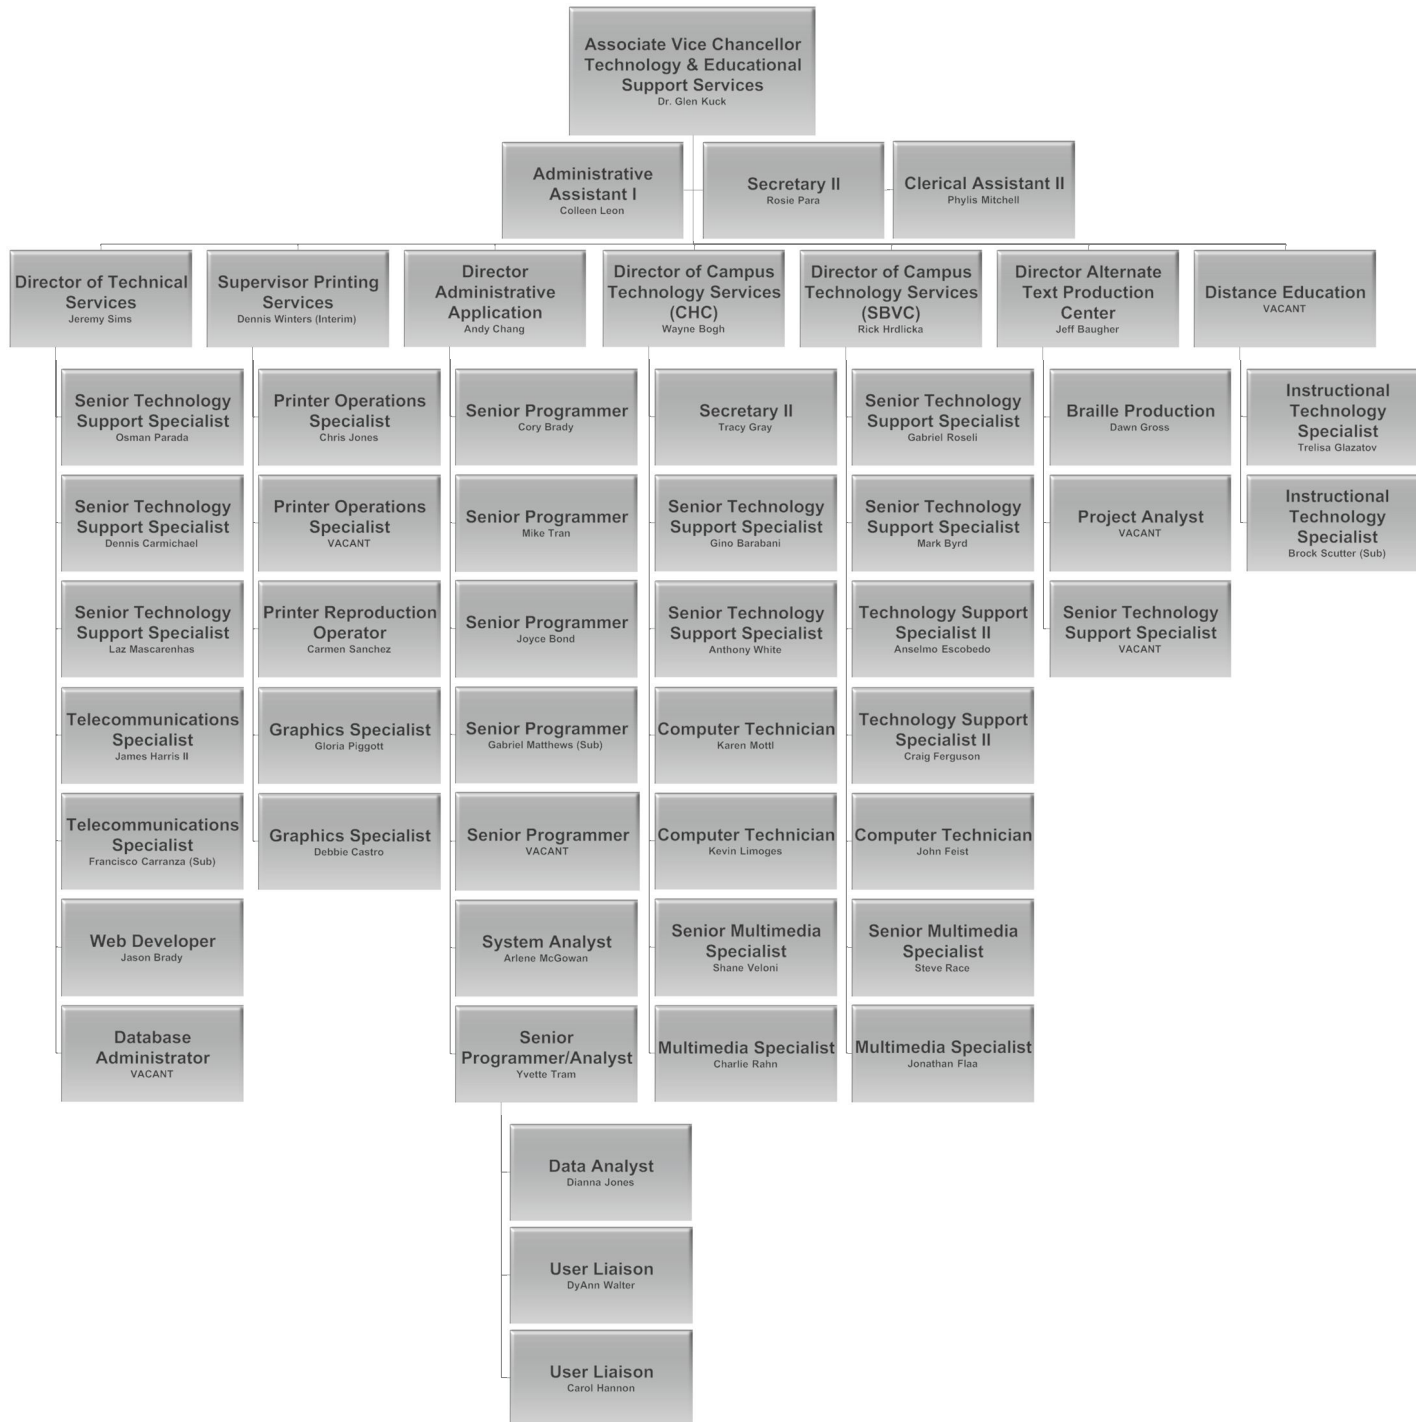 Associate Vice Chancellor
Technology & Educational
Support Services
Dr. Glen Kuck
Administrative
Assistant I
Colleen Leon
Secretary II
Rosie Para
Clerical Assistant II
Phylis Mitchell
Director of Technical
Services
Jeremy Sims
Supervisor Printing
Services
Dennis Winters (Interim)
Director
Administrative
Application
Andy Chang
Director of Campus
Technology Services
(CHC)
Wayne Bogh
Director of Campus
Technology Services
(SBVC)
Rick Hrdlicka
Director Alternate
Text Production
Center
Jeff Baugher
Distance Education
VACANT
Senior Technology
Support Specialist
Osman Parada
Senior Technology
Support Specialist
Dennis Carmichael
Senior Technology
Support Specialist
Laz Mascarenhas
Telecommunications
Specialist
James Harris II
Telecommunications
Specialist
Francisco Carranza (Sub)
Web Developer
Jason Brady
Database
Administrator
VACANT
Printer Operations
Specialist
Chris Jones
Printer Operations
Specialist
VACANT
Printer Reproduction
Operator
Carmen Sanchez
Graphics Specialist
Gloria Piggott
Graphics Specialist
Debbie Castro
Senior Programmer
Cory Brady
Senior Programmer
Mike Tran
Senior Programmer
Joyce Bond
Senior Programmer
Gabriel Matthews (Sub)
Senior Programmer
VACANT
System Analyst
Arlene McGowan
Senior
Programmer/Analyst
Yvette Tram
Data Analyst
Dianna Jones
User Liaison
DyAnn Walter
User Liaison
Carol Hannon
Secretary II
Tracy Gray
Senior Technology
Support Specialist
Gino Barabani
Senior Technology
Support Specialist
Anthony White
Computer Technician
Karen Mottl
Computer Technician
Kevin Limoges
Senior Multimedia
Specialist
Shane Veloni
Multimedia Specialist
Charlie Rahn
Senior Technology
Support Specialist
Gabriel Roseli
Senior Technology
Support Specialist
Mark Byrd
Technology Support
Specialist II
Anselmo Escobedo
Technology Support
Specialist II
Craig Ferguson
Computer Technician
John Feist
Senior Multimedia
Specialist
Steve Race
Multimedia Specialist
Jonathan Flaa
Braille Production
Dawn Gross
Project Analyst
VACANT
Senior Technology
Support Specialist
VACANT
Instructional
Technology
Specialist
Trelisa Glazatov
Instructional
Technology
Specialist
Brock Scutter (Sub)